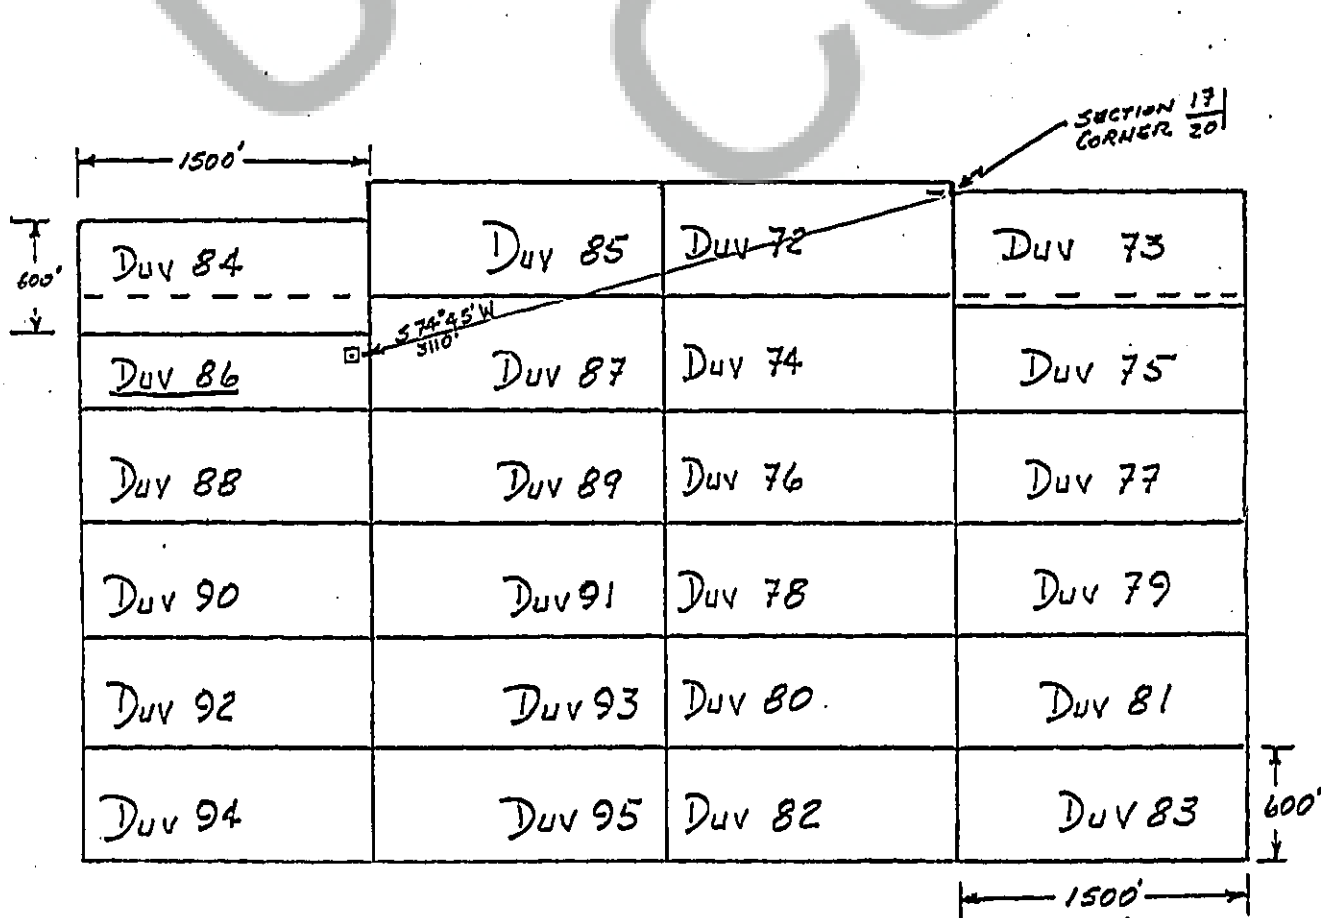 SECTION 17
CORNER 20
1500'
Duv 84
Duv 85
Duv 72
Duv 73
600'
S 74°45' W
3110'
Duv 86
Duv 87
Duv 74
Duv 75
Duv 88
Duv 89
Duv 76
Duv 77
Duv 90
Duv 91
Duv 78
Duv 79
Duv 92
Duv 93
Duv 80
Duv 81
Duv 94
Duv 95
Duv 82
Duv 83
600'
1500'